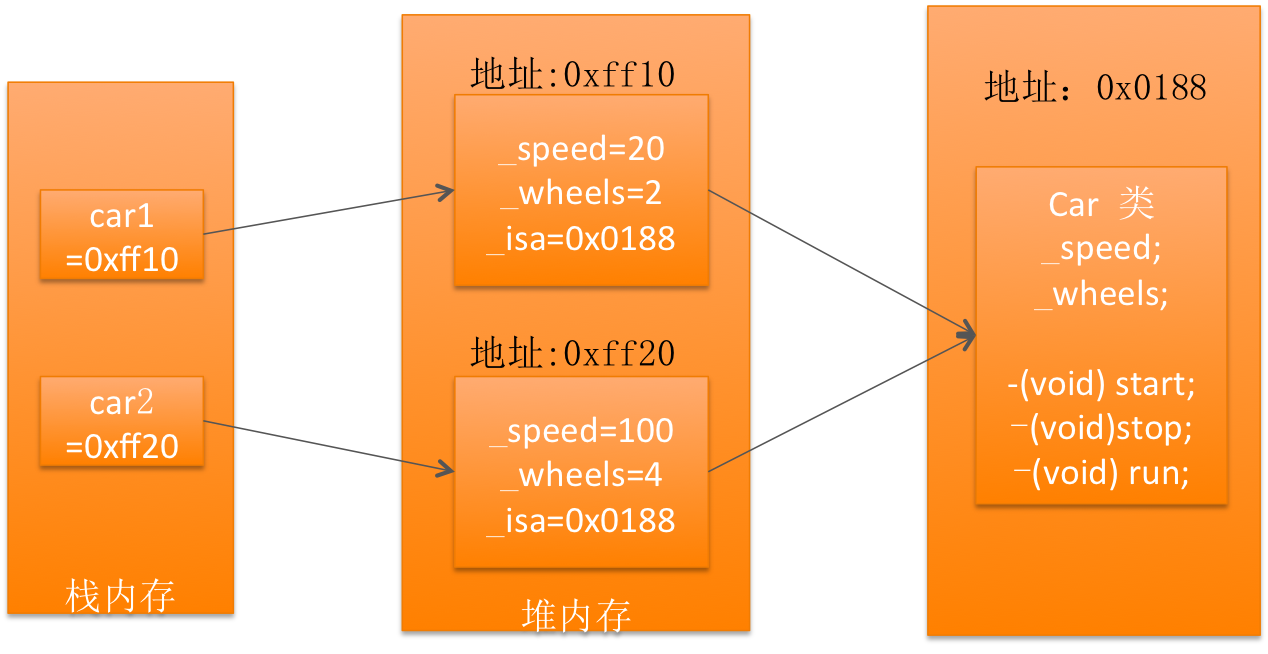 car1
=0xff10
car2
=0xff20
栈内存
地址:0xff10
_speed=20
_wheels=2
_isa=0x0188
地址:0xff20
_speed=100
_wheels=4
_isa=0x0188
堆内存
地址：0x0188
Car 类
_speed;
_wheels;
-(void) start;
–(void)stop;
–(void) run;